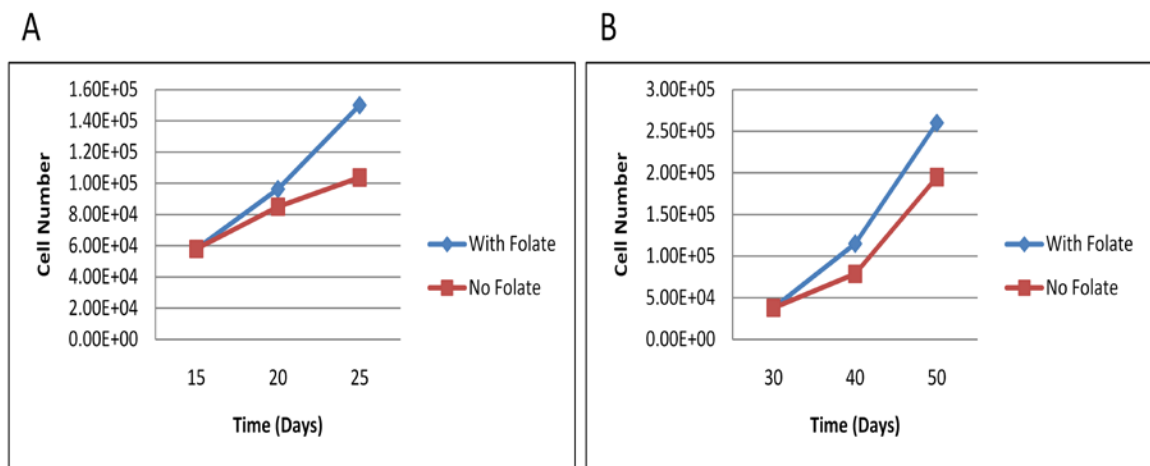 A
1.60E+05
1.40E+05
1.20E+05
1.00E+05
8.00E+04
6.00E+04
4.00E+04
2.00E+04
0.00E+00
Cell Number
15 20 25
Time (Days)
With Folate
No Folate
B
3.00E+05
2.50E+05
2.00E+05
1.50E+05
1.00E+05
5.00E+04
0.00E+00
Cell Number
30 40 50
Time (Days)
With Folate
No Folate